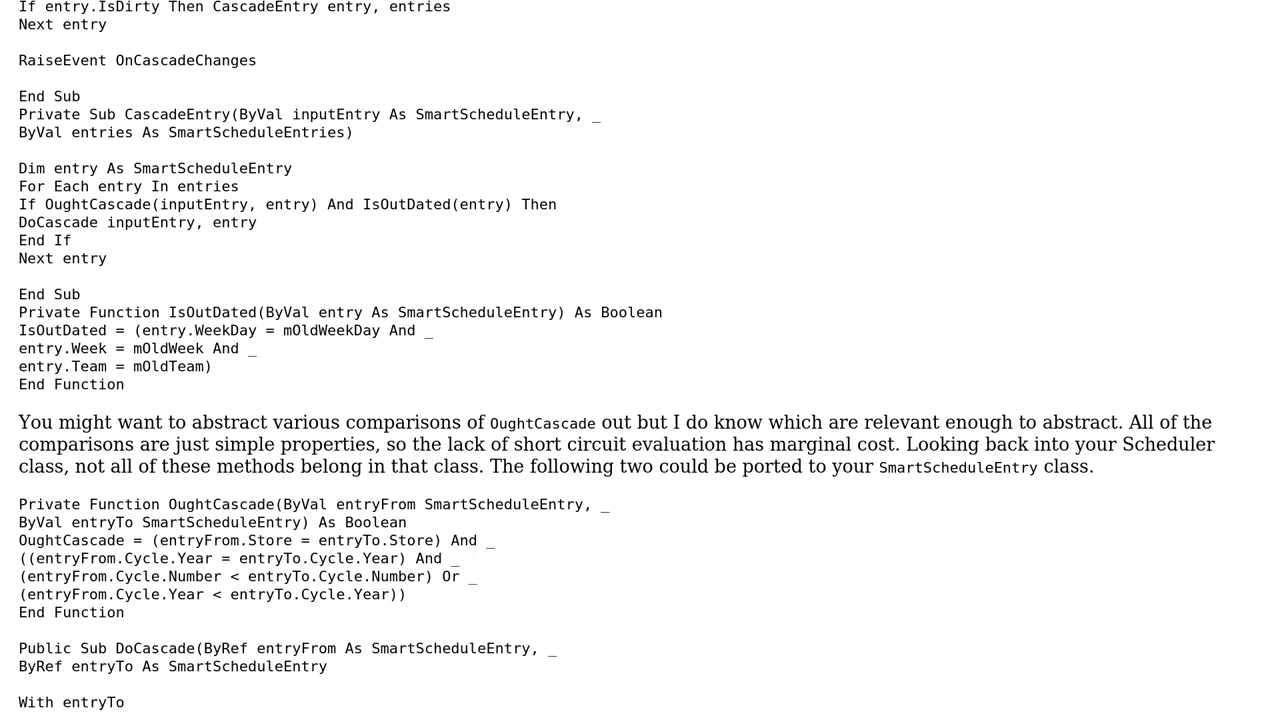 If entry.IsDirty Then CascadeEntry entry, entries
Next entry
RaiseEvent OnCascadeChanges
End Sub
Private Sub CascadeEntry(ByVal inputEntry As SmartScheduleEntry, _
ByVal entries As SmartScheduleEntries)
Dim entry As SmartScheduleEntry
For Each entry In entries
If OughtCascade(inputEntry, entry) And IsOutDated(entry) Then
DoCascade inputEntry, entry
End If
Next entry
End Sub
Private Function IsOutDated(ByVal entry As SmartScheduleEntry) As Boolean
IsOutDated = (entry.WeekDay = mOldWeekDay And _
entry.Week = mOldWeek And _
entry.Team = mOldTeam)
End Function
You might want to abstract various comparisons of OughtCascade out but I do know which are relevant enough to abstract. All of the
comparisons are just simple properties, so the lack of short circuit evaluation has marginal cost. Looking back into your Scheduler
class, not all of these methods belong in that class. The following two could be ported to your SmartScheduleEntry class.
Private Function OughtCascade(ByVal entryFrom SmartScheduleEntry, _
ByVal entryTo SmartScheduleEntry) As Boolean
OughtCascade = (entryFrom.Store = entryTo.Store) And _
((entryFrom.Cycle.Year = entryTo.Cycle.Year) And _
(entryFrom.Cycle.Number < entryTo.Cycle.Number) Or _
(entryFrom.Cycle.Year < entryTo.Cycle.Year))
End Function
Public Sub DoCascade(ByRef entryFrom As SmartScheduleEntry, _
ByRef entryTo As SmartScheduleEntry
With entryTo